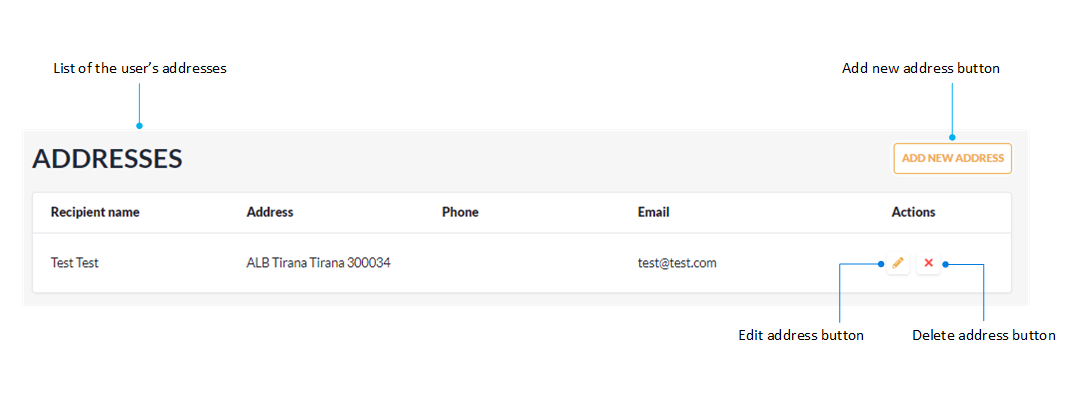 List of the user’s addresses
Add new address button
ADDRESSES
ADD NEW ADDRESS
Recipient name Address Phone Email Actions
Test Test ALB Tirana Tirana 300034 test@test.com
Edit address button
Delete address button